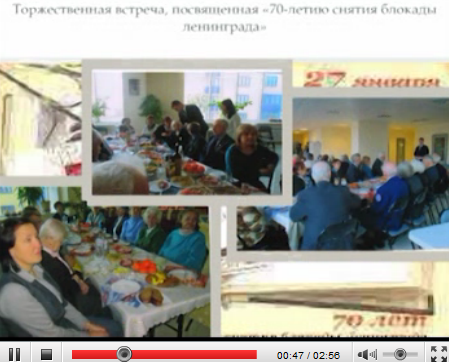 Торжественная встреча, посвященная «70-летию снятия блокады
ленинграда»
27 января
70 лет
00:47 / 02:56